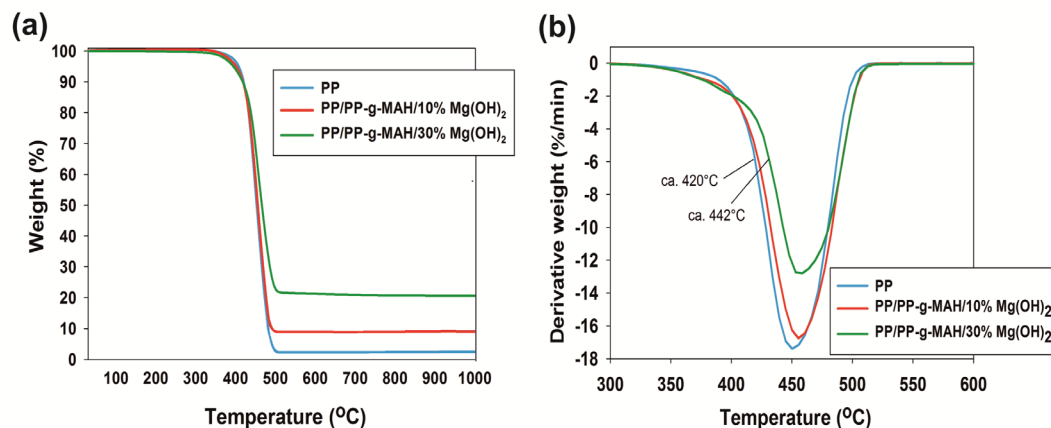 (a)
Weight (%)
100
90
80
70
60
50
40
30
20
10
0
PP
PP/PP-g-MAH/10% Mg(OH)₂
PP/PP-g-MAH/30% Mg(OH)₂
100 200 300 400 500 600 700 800 900 1000
Temperature (ºC)
(b)
Derivative weight (%/min)
0
-2
-4
-6
-8
-10
-12
-14
-16
-18
ca. 420°C
ca. 442°C
PP
PP/PP-g-MAH/10% Mg(OH)₂
PP/PP-g-MAH/30% Mg(OH)₂
300 350 400 450 500 550 600
Temperature (ºC)